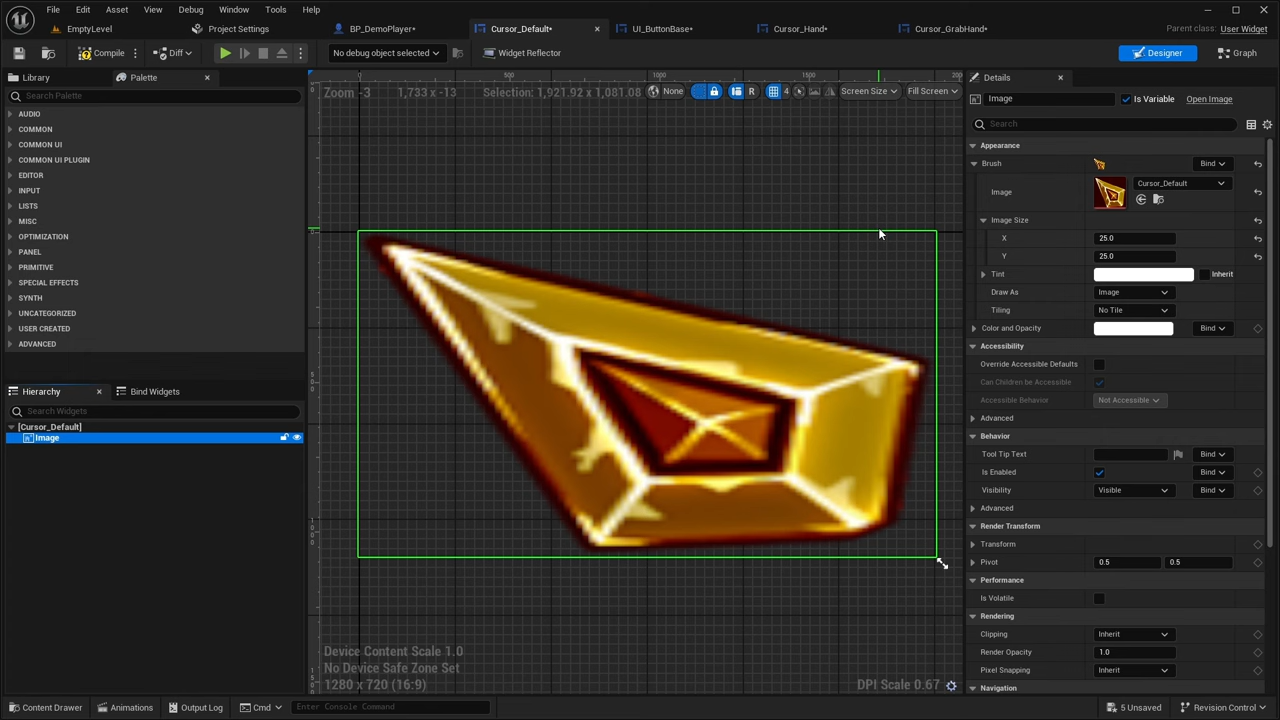 File Edit Asset View Debug Window Tools Help
EmptyLevel Project Settings BP_DemoPlayer• Cursor_Default• UI_ButtonBase• Cursor_Hand• Cursor_GrabHand• Parent class: User Widget
Compile Diff No debug object selected Widget Reflector Designer Graph
Library Palette Details
Search Palette
AUDIO
COMMON
COMMON UI
COMMON UI PLUGIN
EDITOR
INPUT
LISTS
MISC
OPTIMIZATION
PANEL
PRIMITIVE
SPECIAL EFFECTS
SYNTH
UNCATEGORIZED
USER CREATED
ADVANCED
Hierarchy Bind Widgets
Search Widgets
[Cursor_Default]
Image
0 500 1000 1500 200
Zoom -3 1,733 x -13 Selection: 1,921.92 x 1,081.08 None R 4 Screen Size Fill Screen
Device Content Scale 1.0
No Device Safe Zone Set
1280 x 720 (16:9) DPI Scale 0.67
Image Is Variable Open Image
Search
Appearance
Brush Bind
Image Cursor_Default
Image Size
X 25.0
Y 25.0
Tint Inherit
Draw As Image
Tiling No Tile
Color and Opacity Bind
Accessibility
Override Accessible Defaults
Can Children be Accessible
Accessible Behavior Not Accessible
Advanced
Behavior
Tool Tip Text Bind
Is Enabled Bind
Visibility Visible Bind
Advanced
Render Transform
Transform
Pivot 0.5 0.5
Performance
Is Volatile
Rendering
Clipping Inherit
Render Opacity 1.0
Pixel Snapping Inherit
Navigation
Content Drawer Animations Output Log Cmd Enter Console Command 5 Unsaved Revision Control